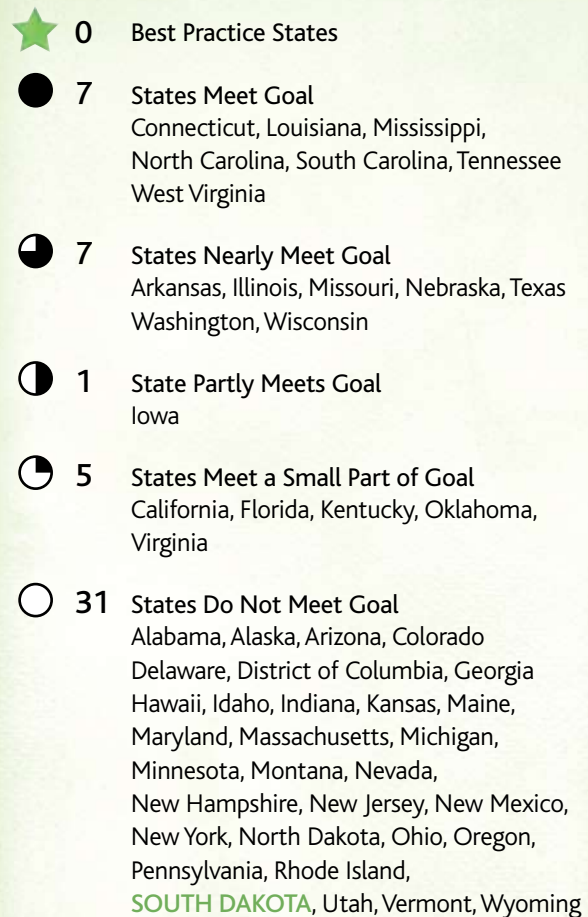 0 Best Practice States
7 States Meet Goal
Connecticut, Louisiana, Mississippi,
North Carolina, South Carolina, Tennessee
West Virginia
7 States Nearly Meet Goal
Arkansas, Illinois, Missouri, Nebraska, Texas
Washington, Wisconsin
1 State Partly Meets Goal
Iowa
5 States Meet a Small Part of Goal
California, Florida, Kentucky, Oklahoma,
Virginia
31 States Do Not Meet Goal
Alabama, Alaska, Arizona, Colorado
Delaware, District of Columbia, Georgia
Hawaii, Idaho, Indiana, Kansas, Maine,
Maryland, Massachusetts, Michigan,
Minnesota, Montana, Nevada,
New Hampshire, New Jersey, New Mexico,
New York, North Dakota, Ohio, Oregon,
Pennsylvania, Rhode Island,
SOUTH DAKOTA, Utah, Vermont, Wyoming